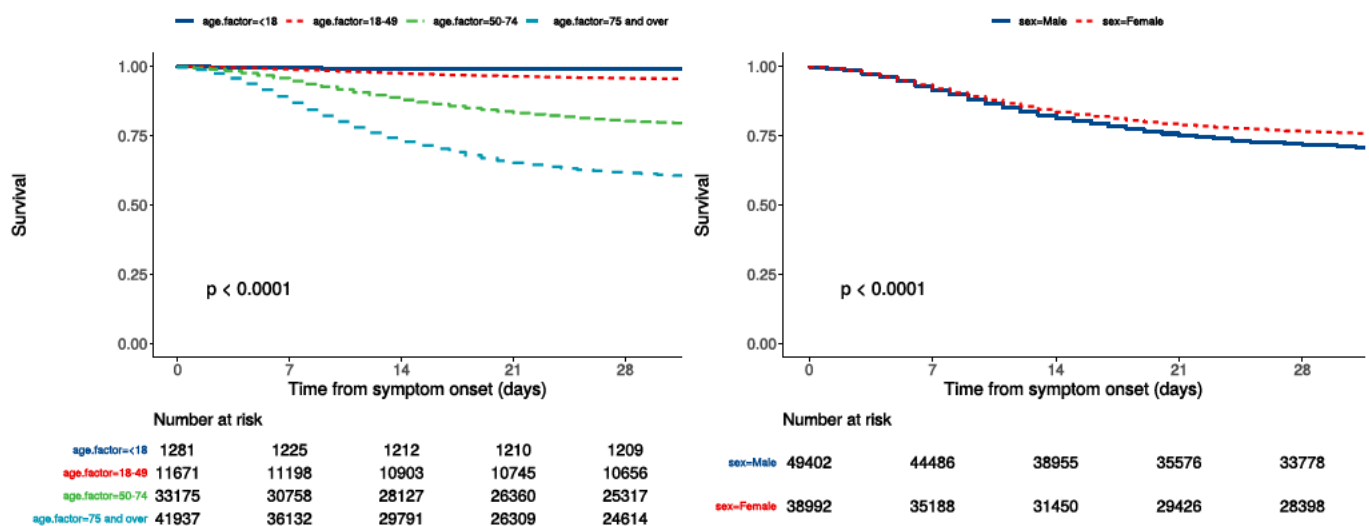 age.factor=<18 age.factor=18-49 age.factor=50-74 age.factor=75 and over
1.00
0.75
0.50
0.25
0.00
Survival
p < 0.0001
0 7 14 21 28
Time from symptom onset (days)
Number at risk
age.factor=<18 1281 1225 1212 1210 1209
age.factor=18-49 11671 11198 10903 10745 10656
age.factor=50-74 33175 30758 28127 26360 25317
age.factor=75 and over 41937 36132 29791 26309 24614
sex=Male sex=Female
1.00
0.75
0.50
0.25
0.00
Survival
p < 0.0001
0 7 14 21 28
Time from symptom onset (days)
Number at risk
sex=Male 49402 44486 38955 35576 33778
sex=Female 38992 35188 31450 29426 28398